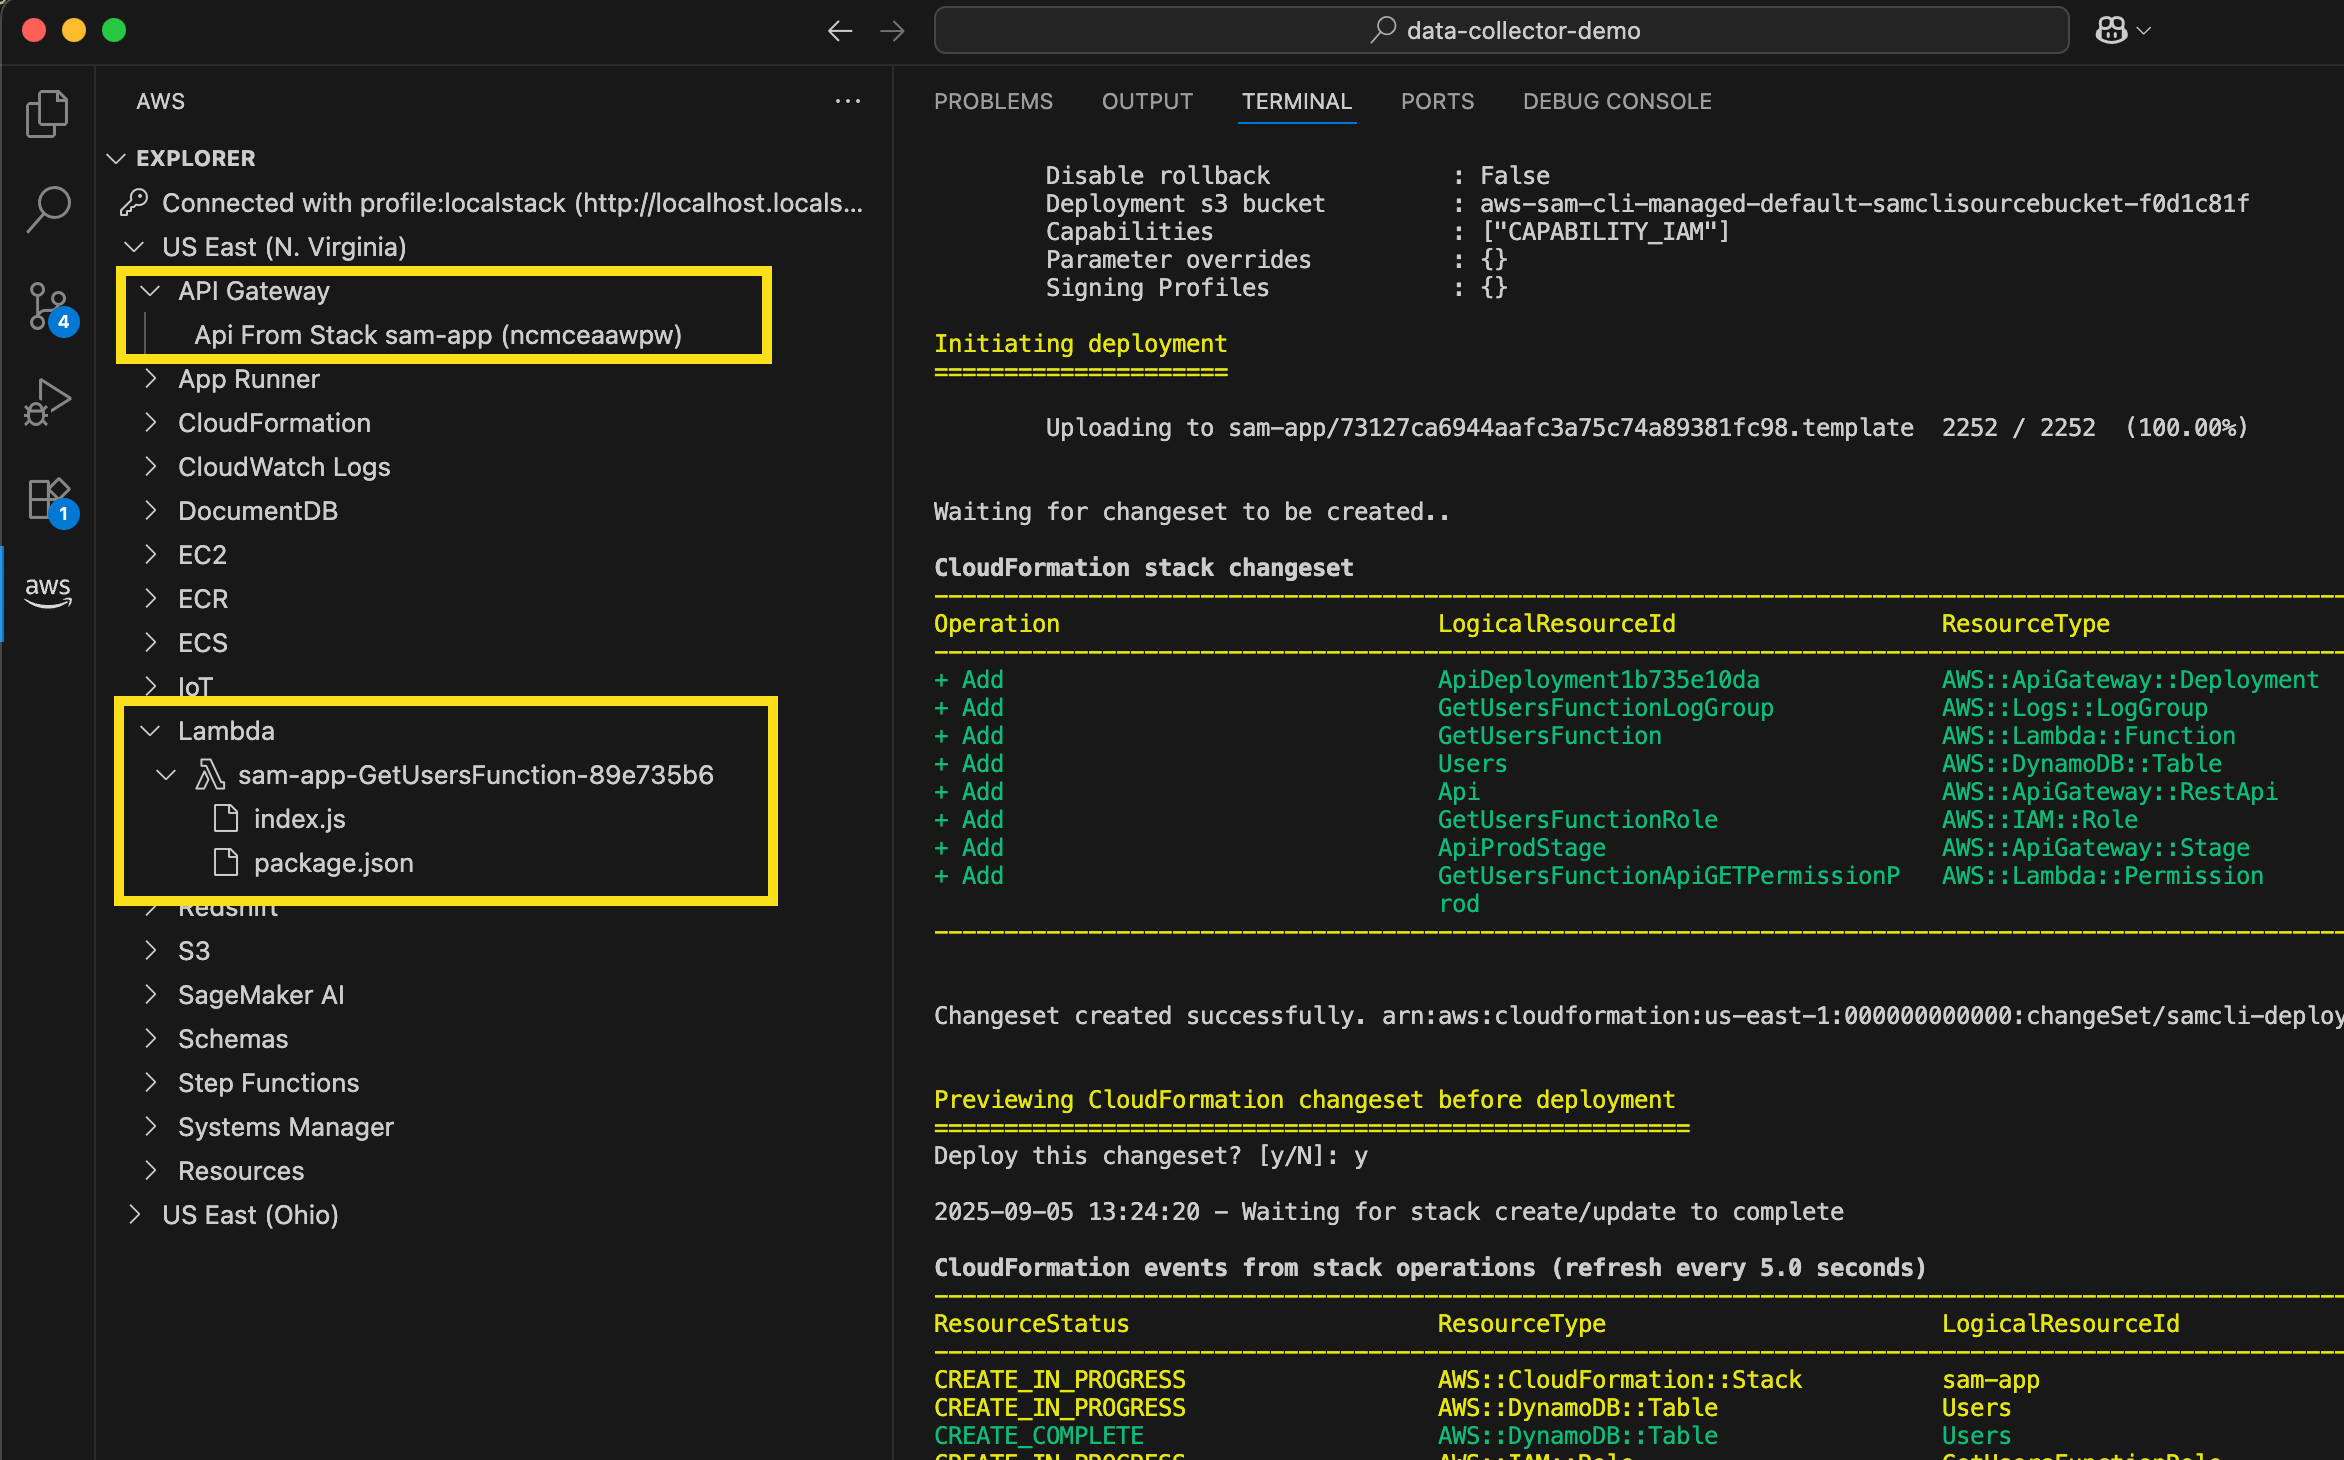 data-collector-demo
AWS
EXPLORER
Connected with profile:localstack (http://localhost.locals...
US East (N. Virginia)
API Gateway
Api From Stack sam-app (ncmceaawpw)
App Runner
CloudFormation
CloudWatch Logs
DocumentDB
EC2
ECR
ECS
IoT
Lambda
sam-app-GetUsersFunction-89e735b6
index.js
package.json
Redshift
S3
SageMaker AI
Schemas
Step Functions
Systems Manager
Resources
US East (Ohio)
4
1
aws
PROBLEMS OUTPUT TERMINAL PORTS DEBUG CONSOLE
Disable rollback : False
Deployment s3 bucket : aws-sam-cli-managed-default-samclisourcebucket-f0d1c81f
Capabilities : ["CAPABILITY_IAM"]
Parameter overrides : {}
Signing Profiles : {}
Initiating deployment
=====================
Uploading to sam-app/73127ca6944aafc3a75c74a89381fc98.template 2252 / 2252 (100.00%)
Waiting for changeset to be created..
CloudFormation stack changeset
Operation LogicalResourceId ResourceType
+ Add ApiDeployment1b735e10da AWS::ApiGateway::Deployment
+ Add GetUsersFunctionLogGroup AWS::Logs::LogGroup
+ Add GetUsersFunction AWS::Lambda::Function
+ Add Users AWS::DynamoDB::Table
+ Add Api AWS::ApiGateway::RestApi
+ Add GetUsersFunctionRole AWS::IAM::Role
+ Add ApiProdStage AWS::ApiGateway::Stage
+ Add GetUsersFunctionApiGETPermissionP AWS::Lambda::Permission
rod
Changeset created successfully. arn:aws:cloudformation:us-east-1:000000000000:changeSet/samcli-deploy
Previewing CloudFormation changeset before deployment
======================================================
Deploy this changeset? [y/N]: y
2025-09-05 13:24:20 - Waiting for stack create/update to complete
CloudFormation events from stack operations (refresh every 5.0 seconds)
ResourceStatus ResourceType LogicalResourceId
CREATE_IN_PROGRESS AWS::CloudFormation::Stack sam-app
CREATE_IN_PROGRESS AWS::DynamoDB::Table Users
CREATE_COMPLETE AWS::DynamoDB::Table Users
CREATE_IN_PROGRESS AWS::IAM::Role GetUsersFunctionRole